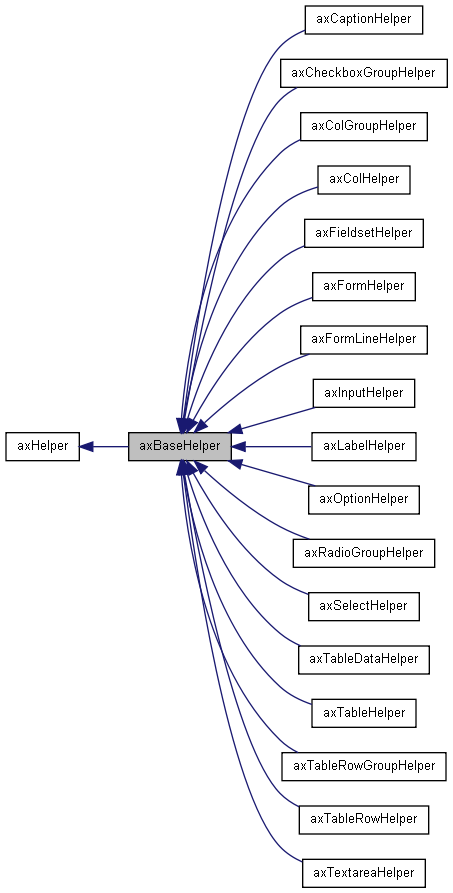 axCaptionHelper
axCheckboxGroupHelper
axColGroupHelper
axColHelper
axFieldsetHelper
axFormHelper
axFormLineHelper
axInputHelper
axHelper
axBaseHelper
axLabelHelper
axOptionHelper
axRadioGroupHelper
axSelectHelper
axTableDataHelper
axTableHelper
axTableRowGroupHelper
axTableRowHelper
axTextareaHelper